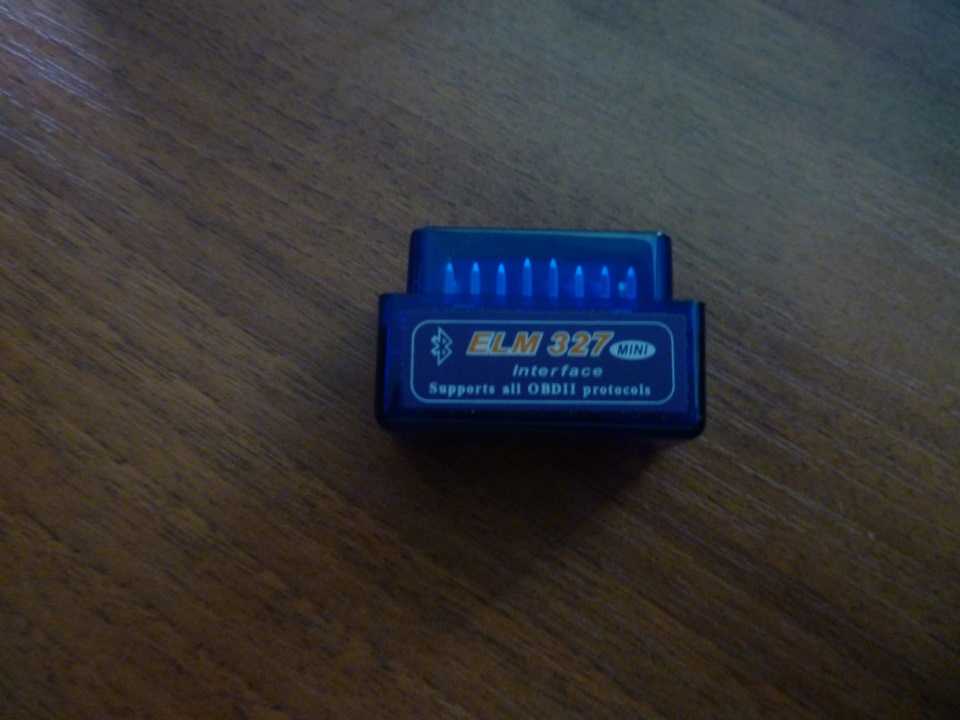 ELM 327 MINI
Interface
Supports all OBDII protocols